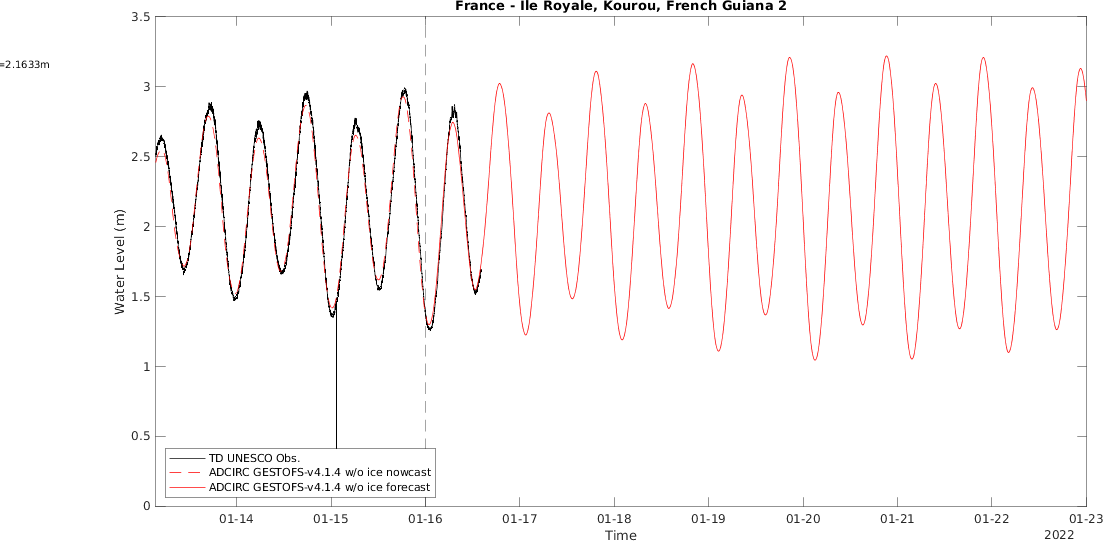 France - Ile Royale, Kourou, French Guiana 2
=2.1633m
3.5
3
2.5
2
1.5
1
0.5
0
Water Level (m)
TD UNESCO Obs.
ADCIRC GESTOFS-v4.1.4 w/o ice nowcast
ADCIRC GESTOFS-v4.1.4 w/o ice forecast
01-14 01-15 01-16 01-17 01-18 01-19 01-20 01-21 01-22 01-23
Time
2022